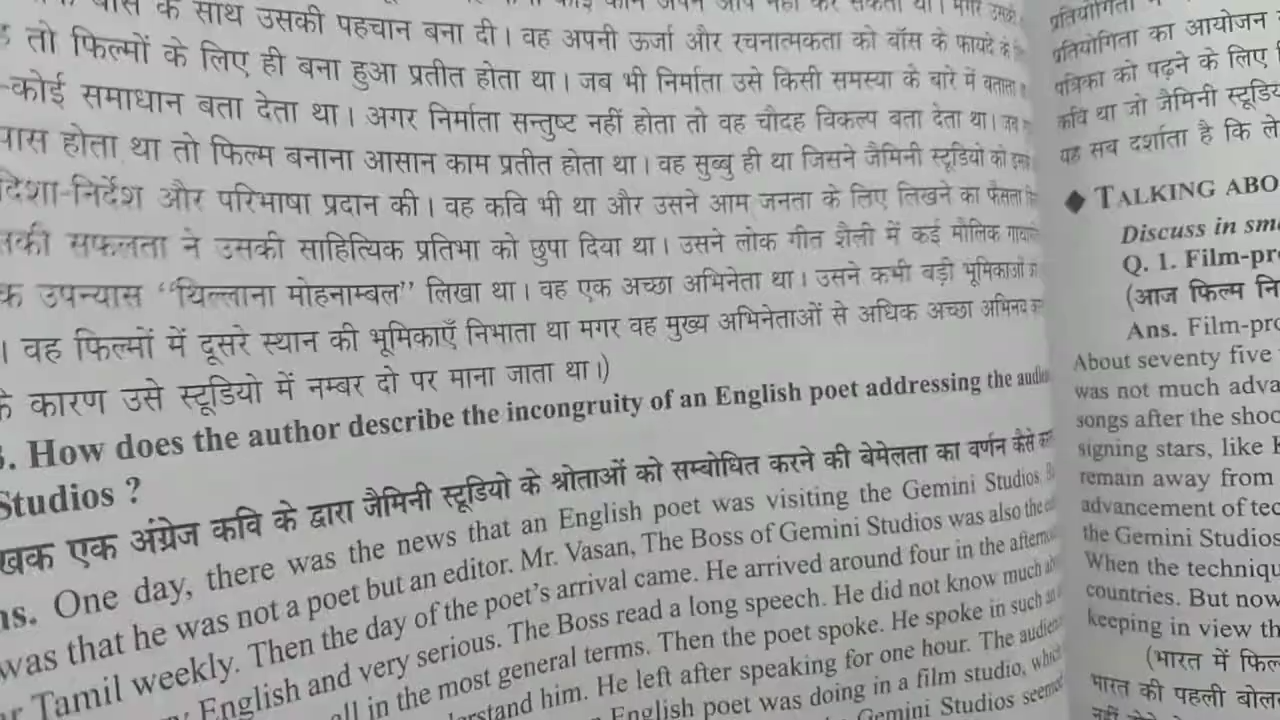 के साथ उसकी पहचान बना दी। वह अपनी ऊर्जा और रचनात्मकता को बॉस के फायदे के
तो फिल्मों के लिए ही बना हुआ प्रतीत होता था। जब भी निर्माता उसे किसी समस्या के बारे में बताता
-कोई समाधान बता देता था। अगर निर्माता सन्तुष्ट नहीं होता तो वह चौदह विकल्प बता देता था।
पास होता था तो फिल्म बनाना आसान काम प्रतीत होता था। वह सुब्बु ही था जिसने जैमिनी स्टूडियो को
दिशा-निर्देश और परिभाषा प्रदान की। वह कवि भी था और उसने आम जनता के लिए लिखने का फैसला
सफलता ने उसकी साहित्यिक प्रतिभा को छुपा दिया था। उसने लोक गीत शैली में कई मौलिक
उपन्यास “थिल्लाना मोहनाम्बल” लिखा था। वह एक अच्छा अभिनेता था। उसने कभी बड़ी भूमिकाओं
। वह फिल्मों में दूसरे स्थान की भूमिकाएँ निभाता था मगर वह मुख्य अभिनेताओं से अधिक अच्छा अभिनय
के कारण उसे स्टूडियो में नम्बर दो पर माना जाता था।)
How does the author describe the incongruity of an English poet addressing the
Studios ?
एक अंग्रेज कवि के द्वारा जैमिनी स्टूडियो के श्रोताओं को सम्बोधित करने की बेमेलता का वर्णन कैसे
One day, there was the news that an English poet was visiting the Gemini Studios.
was that he was not a poet but an editor. Mr. Vasan, The Boss of Gemini Studios was also the
Tamil weekly. Then the day of the poet's arrival came. He arrived around four in the
English and very serious. The Boss read a long speech. He did not know much
in the most general terms. Then the poet spoke. He spoke in such
him. He left after speaking for one hour. The
English poet was doing in a film studio,
Gemini Studios
प्रतियोगिता
प्रतियोगिता का आयोजन
पत्रिका को पढ़ने के लिए
कवि था जो जैमिनी
यह सब दर्शाता है कि
◆ TALKING
Discuss in
Q. 1.
(आज फिल्म
Ans.
About seventy five
was not much
songs after the
signing stars, like
remain away from
advancement of
the Gemini Studios
When the
countries. But now
keeping in view
(भारत में
भारत की पहली